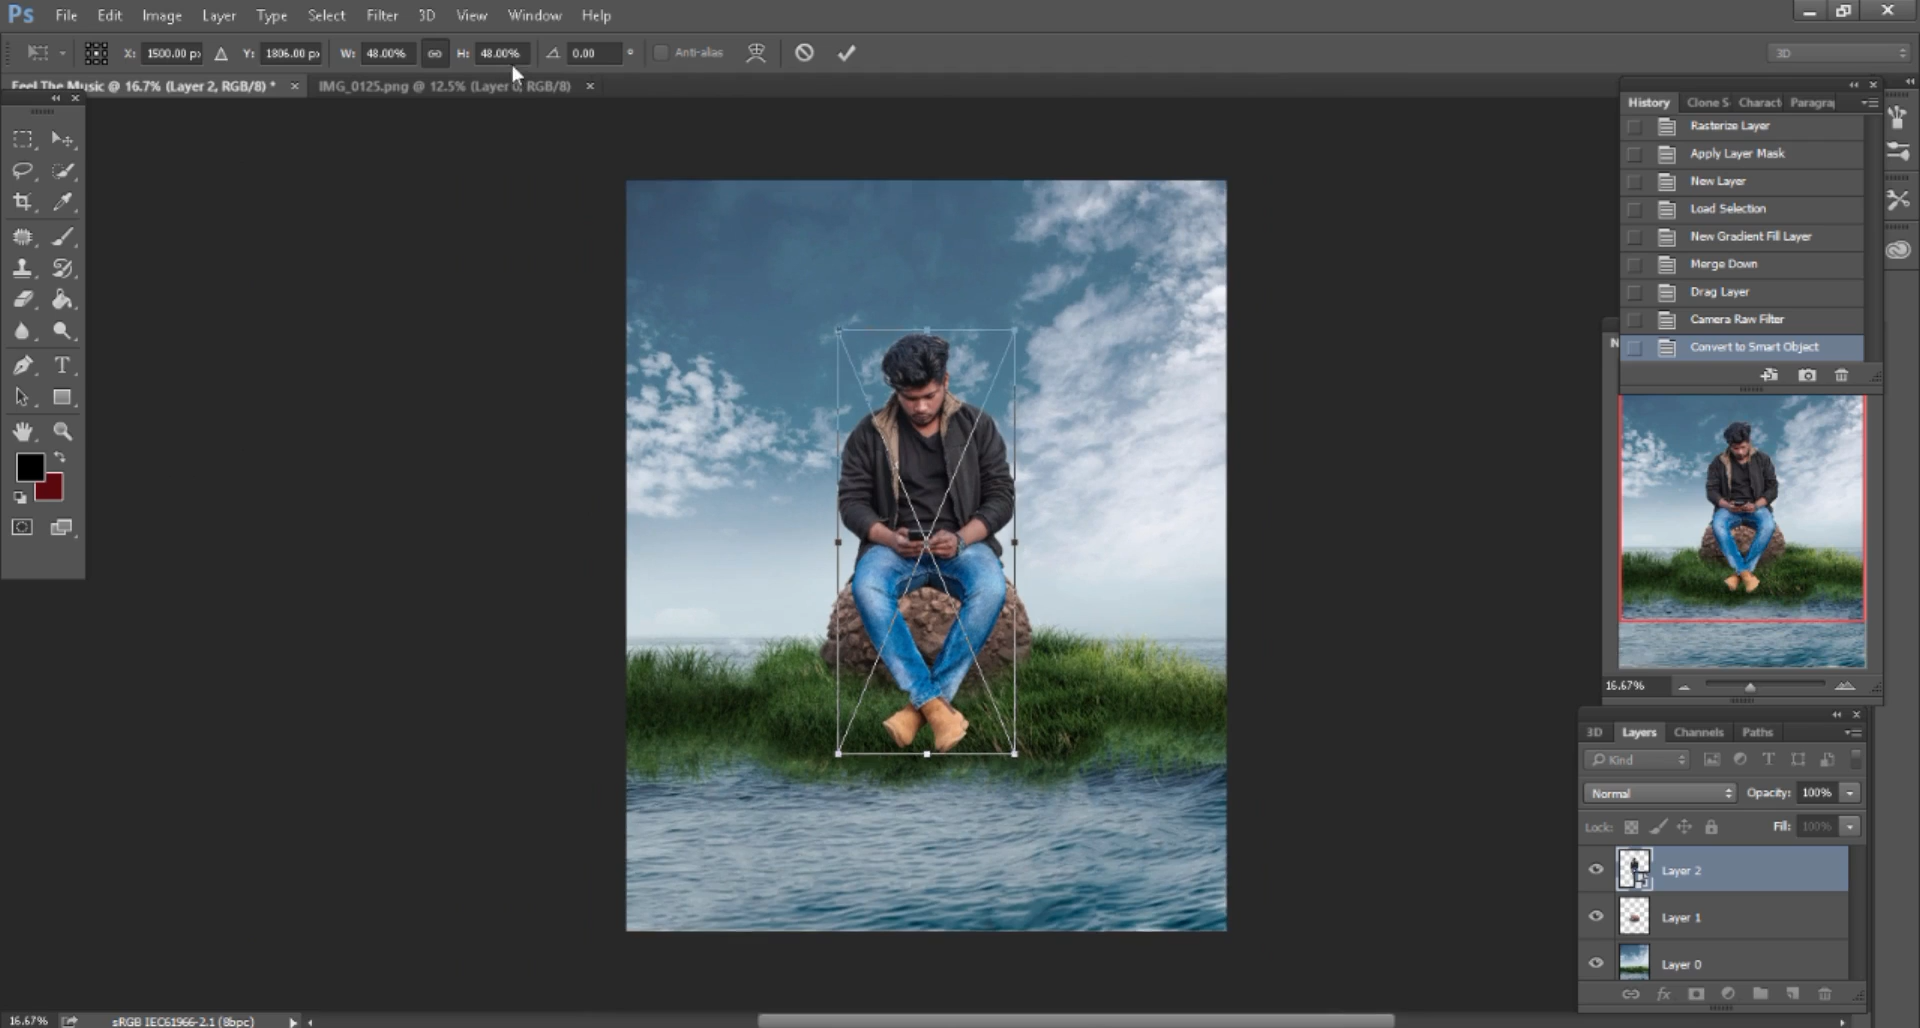 Ps File Edit Image Layer Type Select Filter 3D View Window Help
X: 1500.00 px Y: 1806.00 px W: 48.00% H: 48.00% 0.00 ° Anti-alias 3D
Feel The Music @ 16.7% (Layer 2, RGB/8) * × IMG_0125.png @ 12.5% (Layer 0, RGB/8) ×
History Clone S Charact Paragra
Rasterize Layer
Apply Layer Mask
New Layer
Load Selection
New Gradient Fill Layer
Merge Down
Drag Layer
Camera Raw Filter
Convert to Smart Object
N
16.67%
3D Layers Channels Paths
Kind
Normal Opacity: 100%
Lock: Fill: 100%
Layer 2
Layer 1
Layer 0
fx
16.67% sRGB IEC61966-2.1 (8bpc)